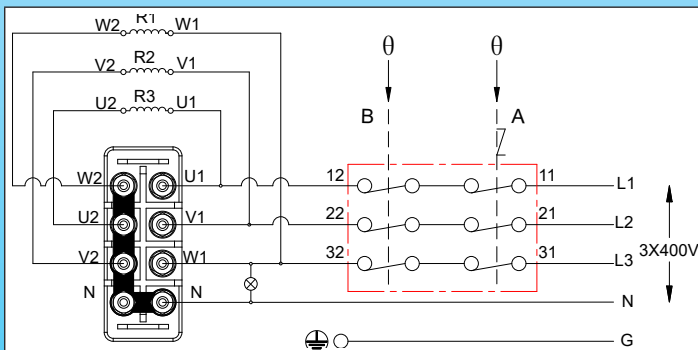 W2 R1 W1
V2 R2 V1
U2 R3 U1
θ θ
B A
W2 U1 12 11 L1
U2 V1 22 21 L2
V2 W1 32 31 L3
3X400V
N N N
G